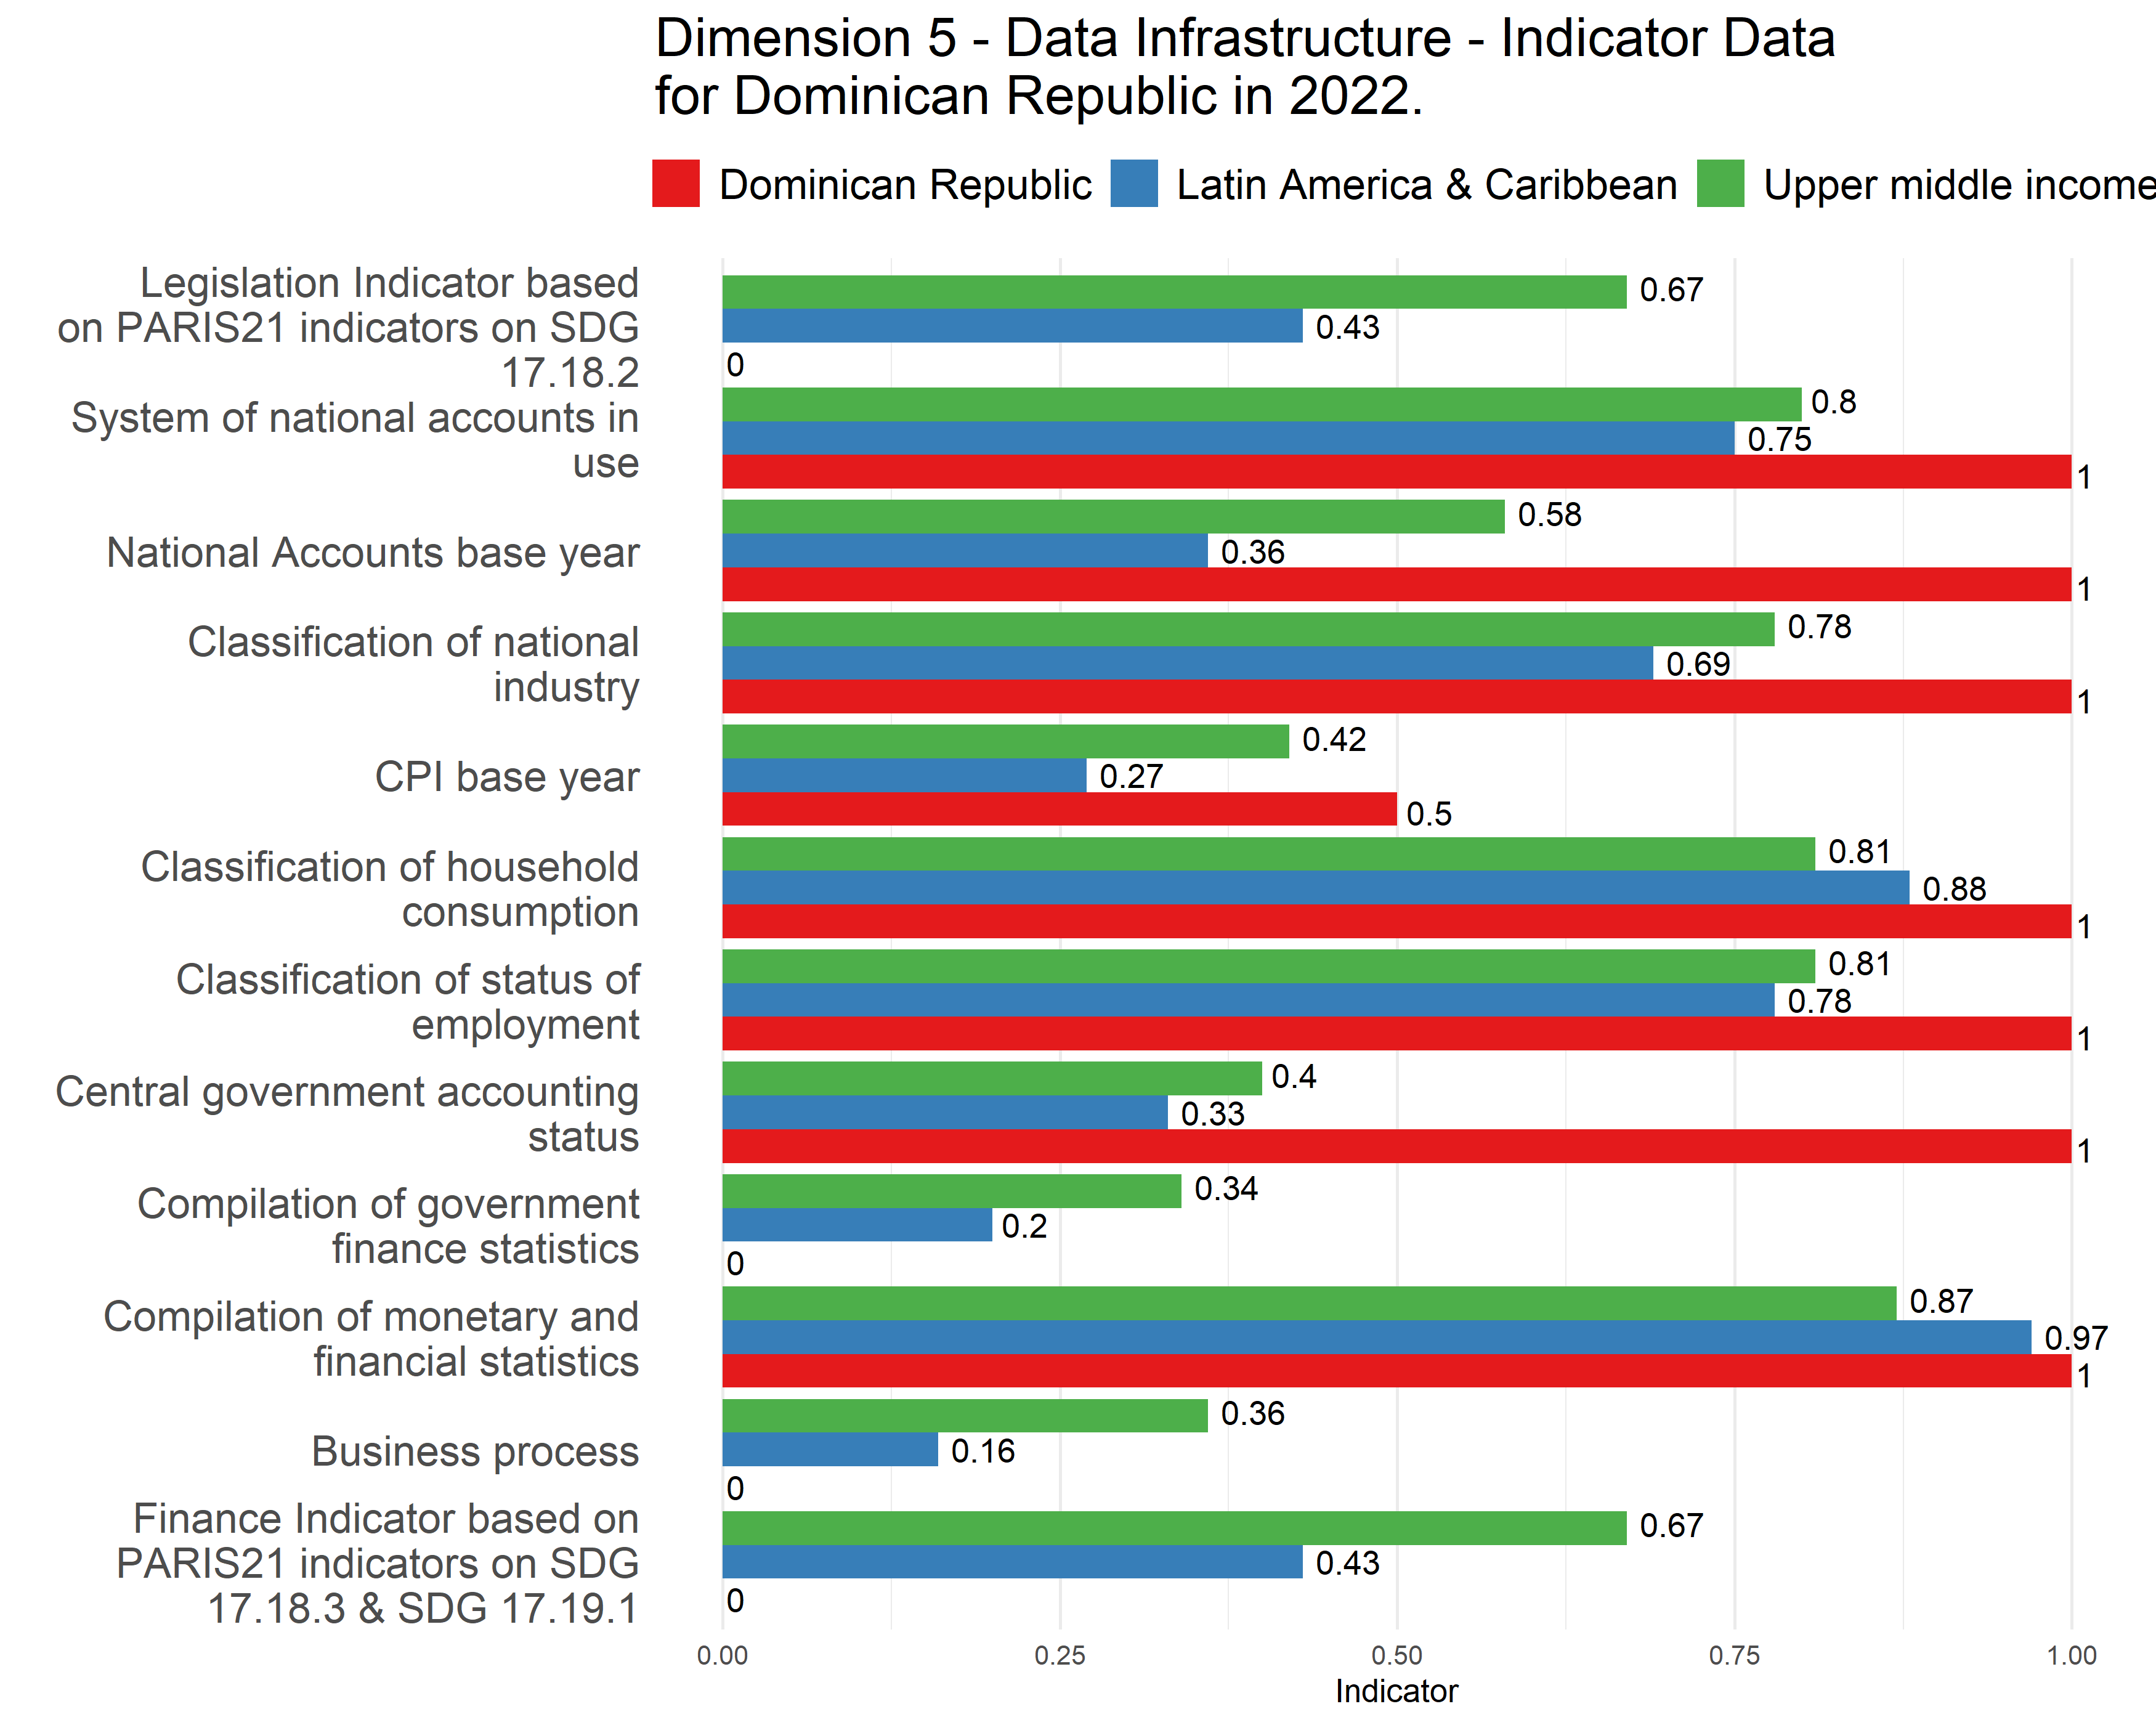 Dimension 5 - Data Infrastructure - Indicator Data
for Dominican Republic in 2022.
Dominican Republic Latin America & Caribbean Upper middle income
Legislation Indicator based
on PARIS21 indicators on SDG
17.18.2
0.67
0.43
0
System of national accounts in
use
0.8
0.75
1
National Accounts base year
0.58
0.36
1
Classification of national
industry
0.78
0.69
1
CPI base year
0.42
0.27
0.5
Classification of household
consumption
0.81
0.88
1
Classification of status of
employment
0.81
0.78
1
Central government accounting
status
0.4
0.33
1
Compilation of government
finance statistics
0.34
0.2
0
Compilation of monetary and
financial statistics
0.87
0.97
1
Business process
0.36
0.16
0
Finance Indicator based on
PARIS21 indicators on SDG
17.18.3 & SDG 17.19.1
0.67
0.43
0
0.00 0.25 0.50 0.75 1.00
Indicator